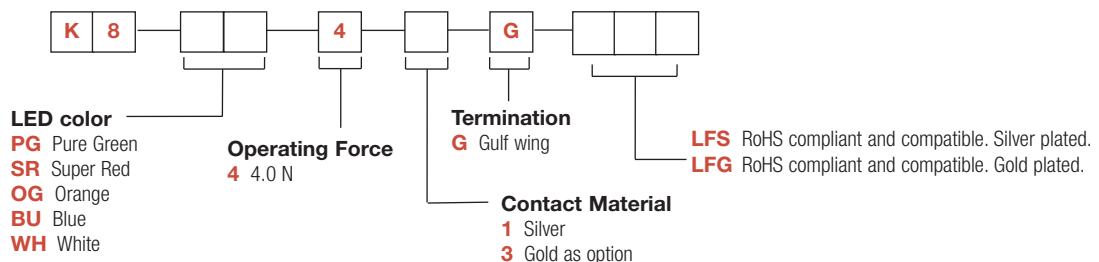 K 8 4 G
LED color
PG Pure Green
SR Super Red
OG Orange
BU Blue
WH White
Operating Force
4 4.0 N
Termination
G Gulf wing
Contact Material
1 Silver
3 Gold as option
LFS RoHS compliant and compatible. Silver plated.
LFG RoHS compliant and compatible. Gold plated.